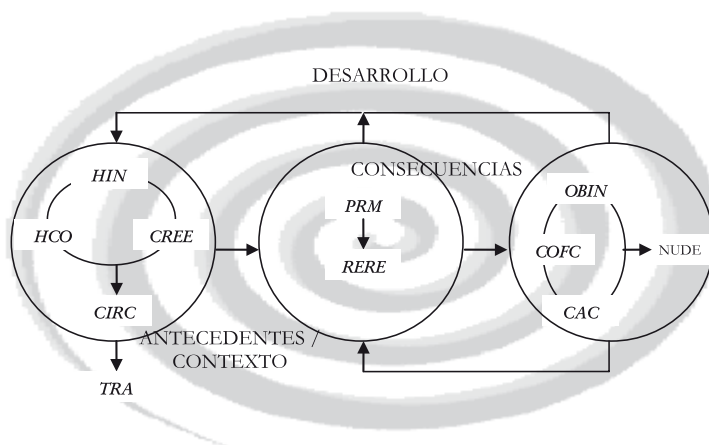 DESARROLLO
CONSECUENCIAS
HIN
HCO
CREE
CIRC
ANTECEDENTES /
CONTEXTO
TRA
PRM
RERE
OBIN
COFC
NUDE
CAC